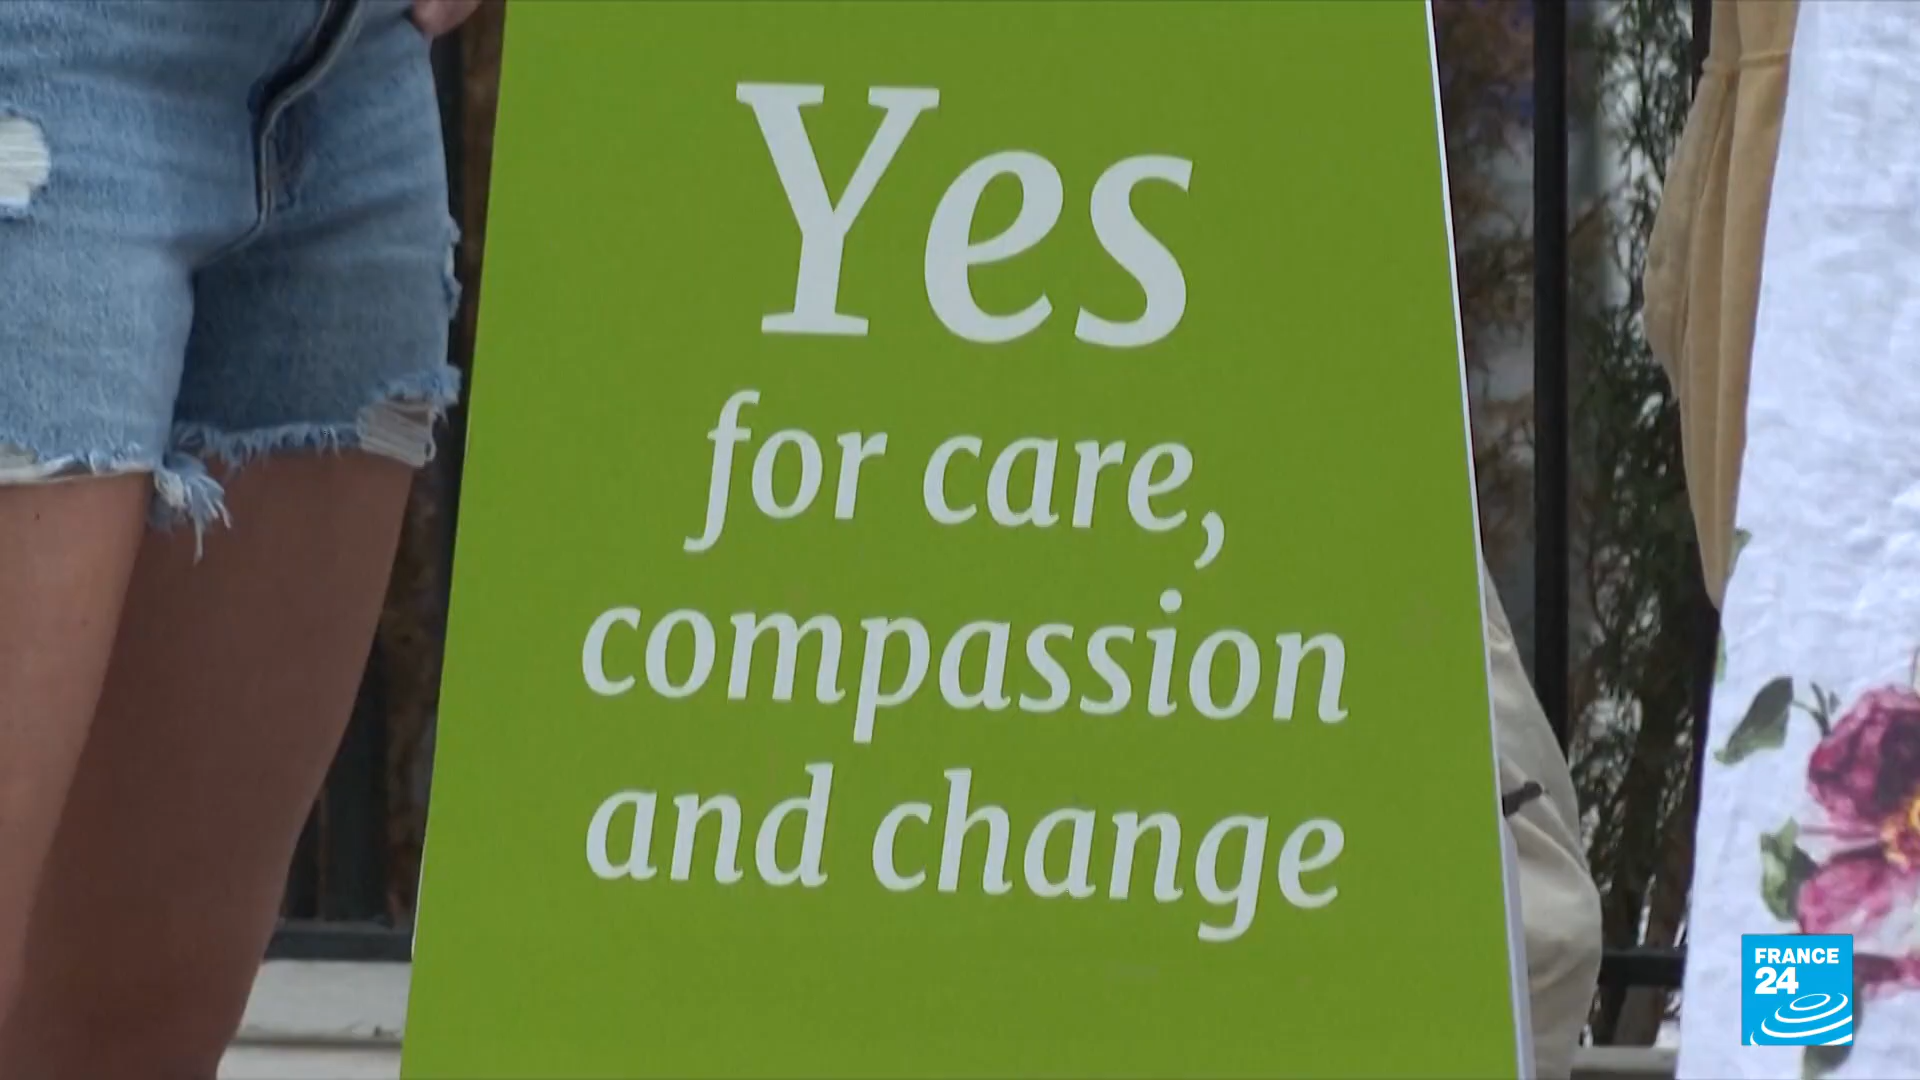 Yes
for care,
compassion
and change
FRANCE
24